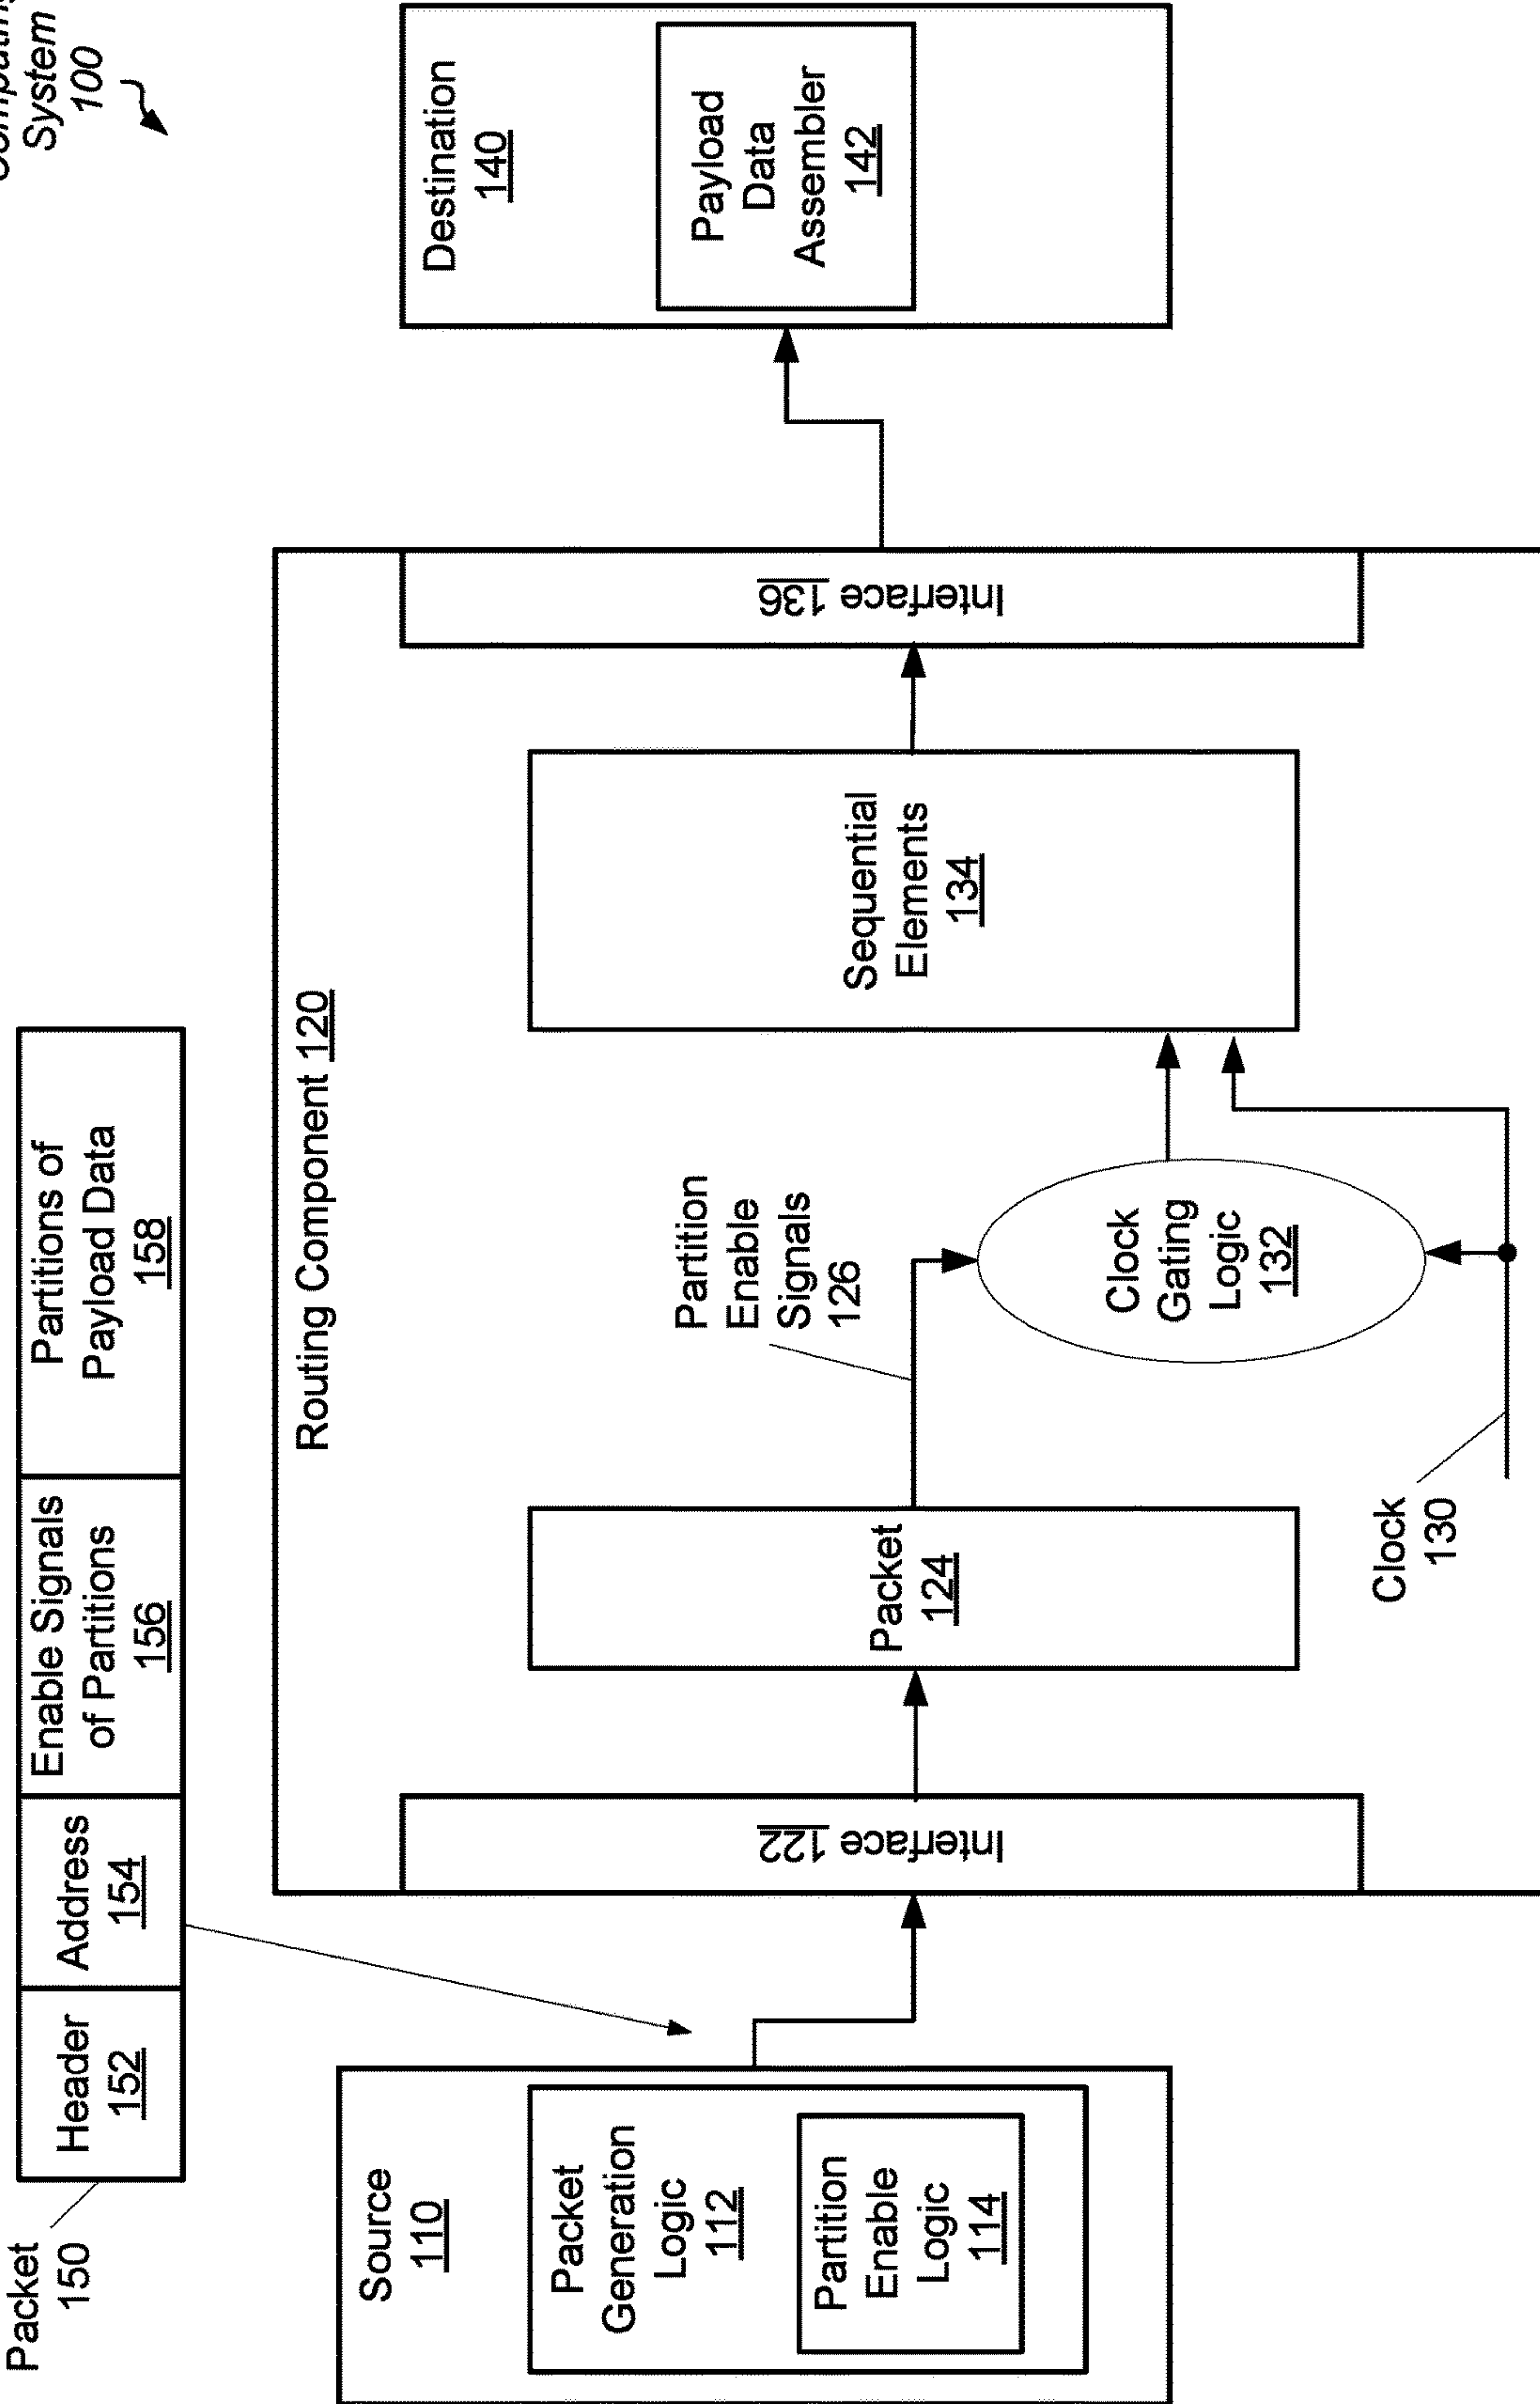 System
100
Packet
150
Header
152
Address
154
Enable Signals
of Partitions
156
Partitions of
Payload Data
158
Source
110
Packet
Generation
Logic
112
Partition
Enable
Logic
114
Routing Component 120
Interface 122
Packet
124
Partition
Enable
Signals
126
Clock
Gating
Logic
132
Clock
130
Sequential
Elements
134
Interface 136
Destination
140
Payload
Data
Assembler
142